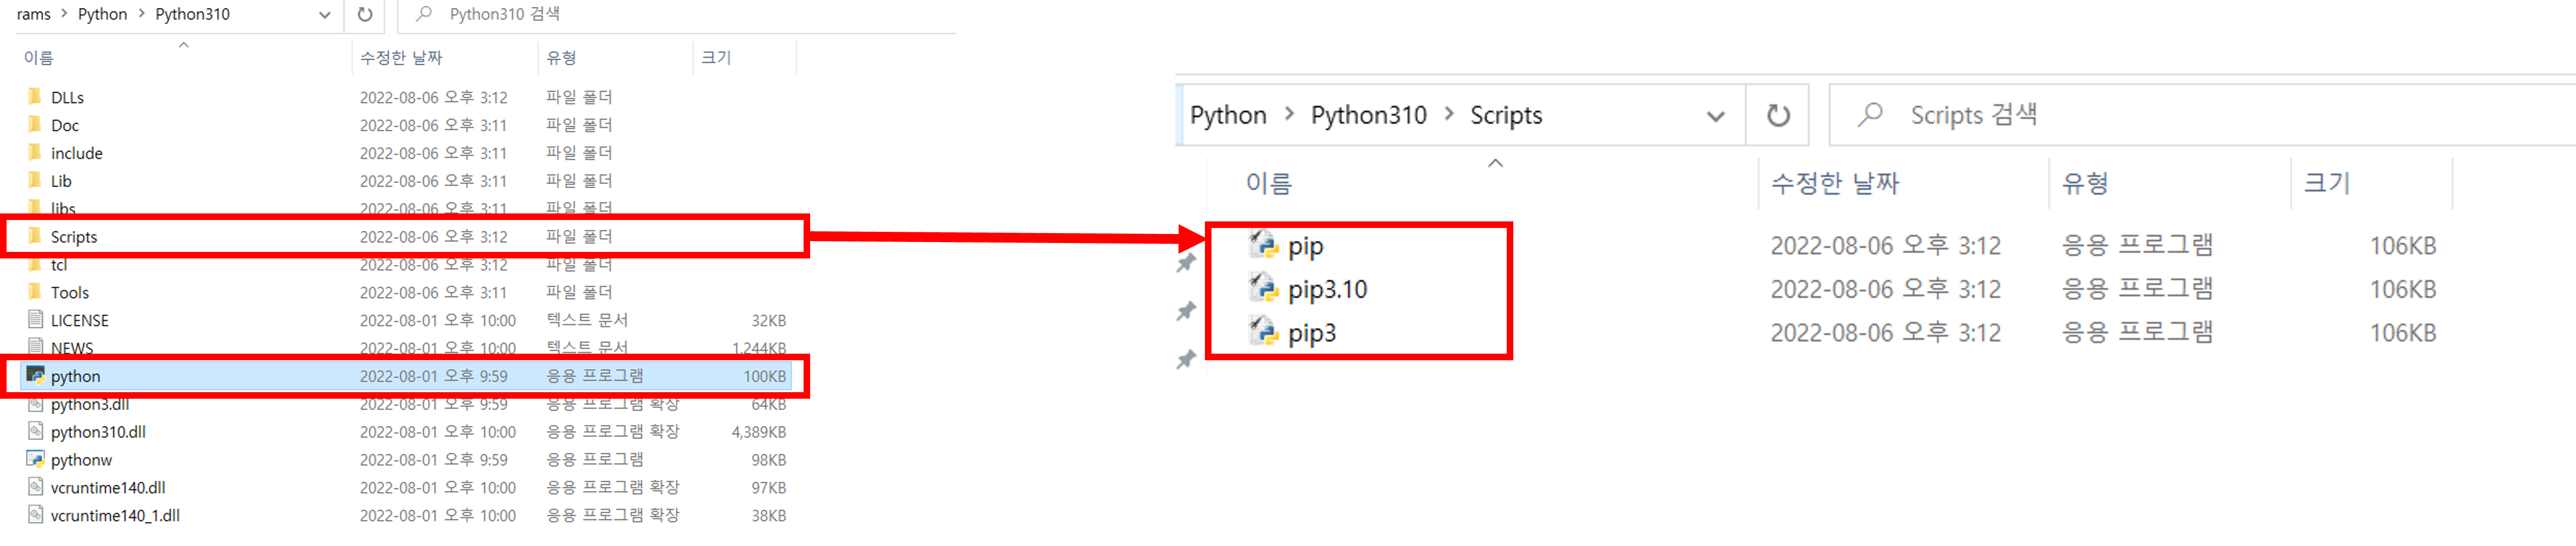 rams > Python > Python310
Python310 검색
이름 수정한 날짜 유형 크기
DLLs 2022-08-06 오후 3:12 파일 폴더
Doc 2022-08-06 오후 3:11 파일 폴더
include 2022-08-06 오후 3:11 파일 폴더
Lib 2022-08-06 오후 3:11 파일 폴더
libs 2022-08-06 오후 3:11 파일 폴더
Scripts 2022-08-06 오후 3:12 파일 폴더
tcl 2022-08-06 오후 3:12 파일 폴더
Tools 2022-08-06 오후 3:11 파일 폴더
LICENSE 2022-08-01 오후 10:00 텍스트 문서 32KB
NEWS 2022-08-01 오후 10:00 텍스트 문서 1,244KB
python 2022-08-01 오후 9:59 응용 프로그램 100KB
python3.dll 2022-08-01 오후 9:59 응용 프로그램 확장 64KB
python310.dll 2022-08-01 오후 10:00 응용 프로그램 확장 4,389KB
pythonw 2022-08-01 오후 9:59 응용 프로그램 98KB
vcruntime140.dll 2022-08-01 오후 10:00 응용 프로그램 확장 97KB
vcruntime140_1.dll 2022-08-01 오후 10:00 응용 프로그램 확장 38KB
Python > Python310 > Scripts
Scripts 검색
이름 수정한 날짜 유형 크기
pip 2022-08-06 오후 3:12 응용 프로그램 106KB
pip3.10 2022-08-06 오후 3:12 응용 프로그램 106KB
pip3 2022-08-06 오후 3:12 응용 프로그램 106KB